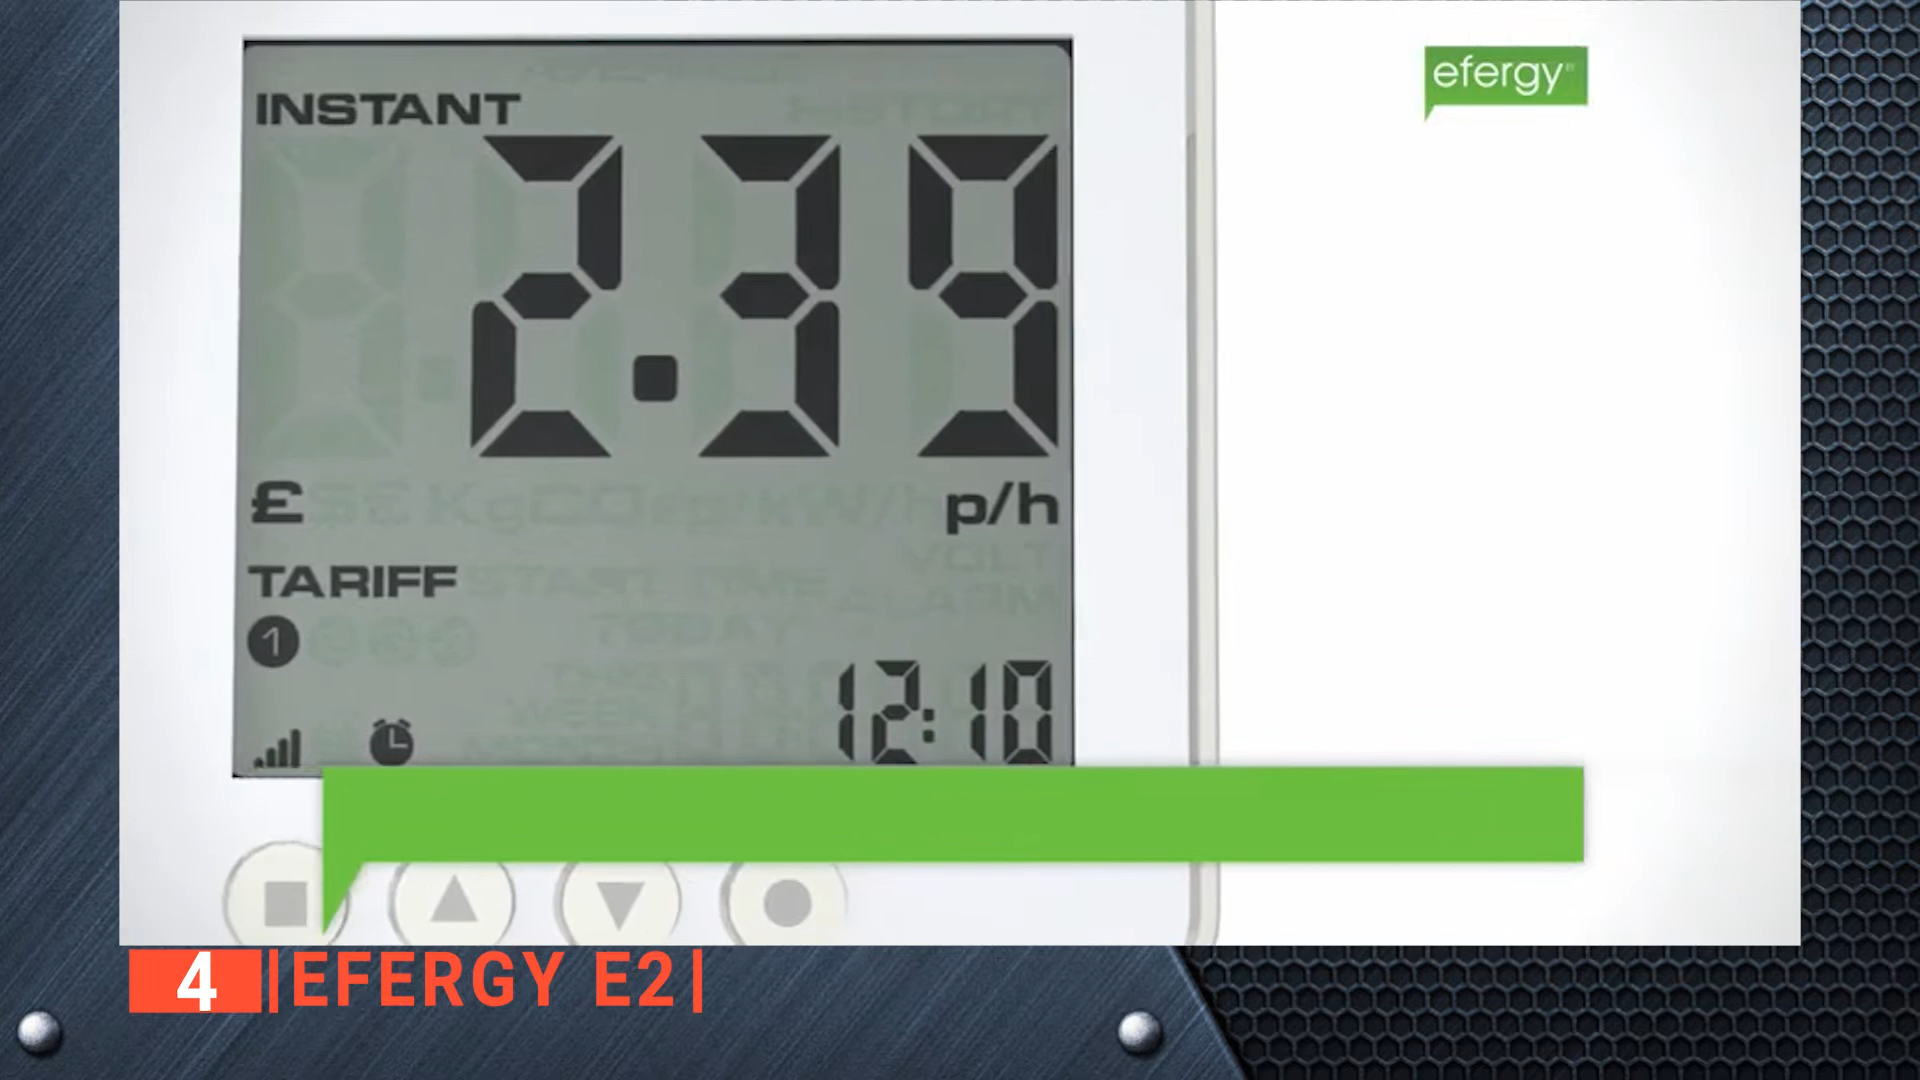 efergy®
INSTANT
2.39
£ p/h
TARIFF
1
12:10
4 |EFERGY E2|